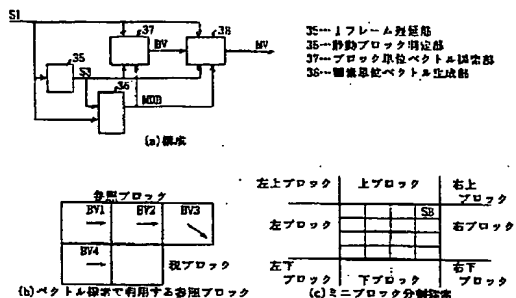 S1
37
38
BV
MV
35
S3
36
MDB
(a)構成
35…1フレーム遅延部
36…静動ブロック判定部
37…ブロック単位ベクトル探索部
38…画素単位ベクトル生成部
参照ブロック
BV1
BV2
BV3
BV4
現ブロック
(b)ベクトル探索で利用する参照ブロック
左上ブロック
上ブロック
右上
ブロック
左ブロック
SB
右ブロック
左下
ブロック
下ブロック
右下
ブロック
(c)ミニブロック分割探索